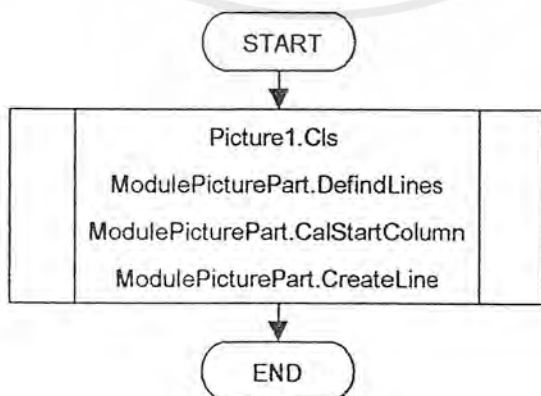 START
Picture1.Cls
ModulePicturePart.DefindLines
ModulePicturePart.CalStartColumn
ModulePicturePart.CreateLine
END